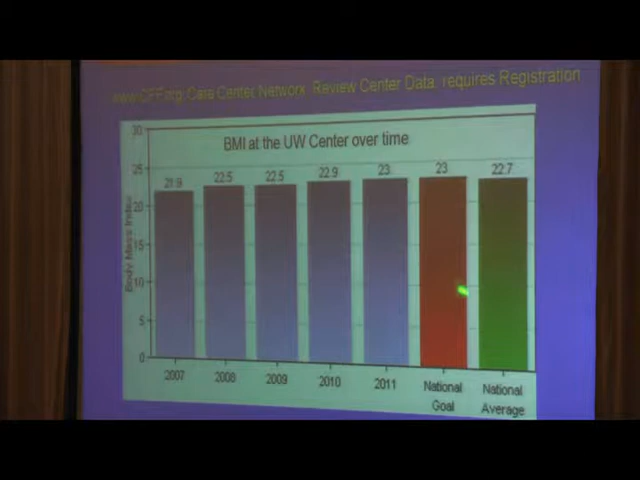 www.CFF.org, Care Center Network, Review Center Data, requires Registration
BMI at the UW Center over time
Body Mass Index
30
25
20
15
10
5
0
21.9
22.5
22.5
22.9
23
23
22.7
2007
2008
2009
2010
2011
National
Goal
National
Average